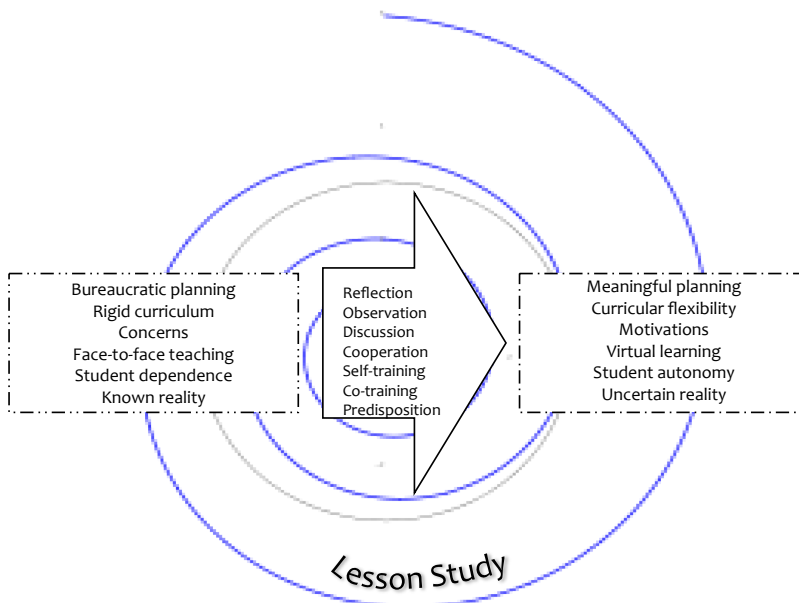 Bureaucratic planning
Rigid curriculum
Concerns
Face-to-face teaching
Student dependence
Known reality
Reflection
Observation
Discussion
Cooperation
Self-training
Co-training
Predisposition
Meaningful planning
Curricular flexibility
Motivations
Virtual learning
Student autonomy
Uncertain reality
Lesson Study